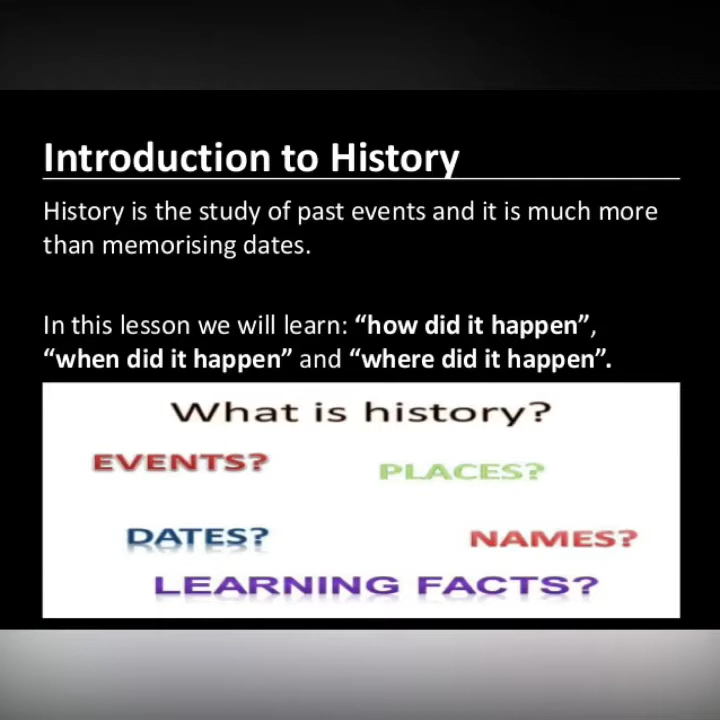 Introduction to History
History is the study of past events and it is much more
than memorising dates.
In this lesson we will learn: “how did it happen”,
“when did it happen” and “where did it happen”.
What is history?
EVENTS?
PLACES?
DATES?
NAMES?
LEARNING FACTS?